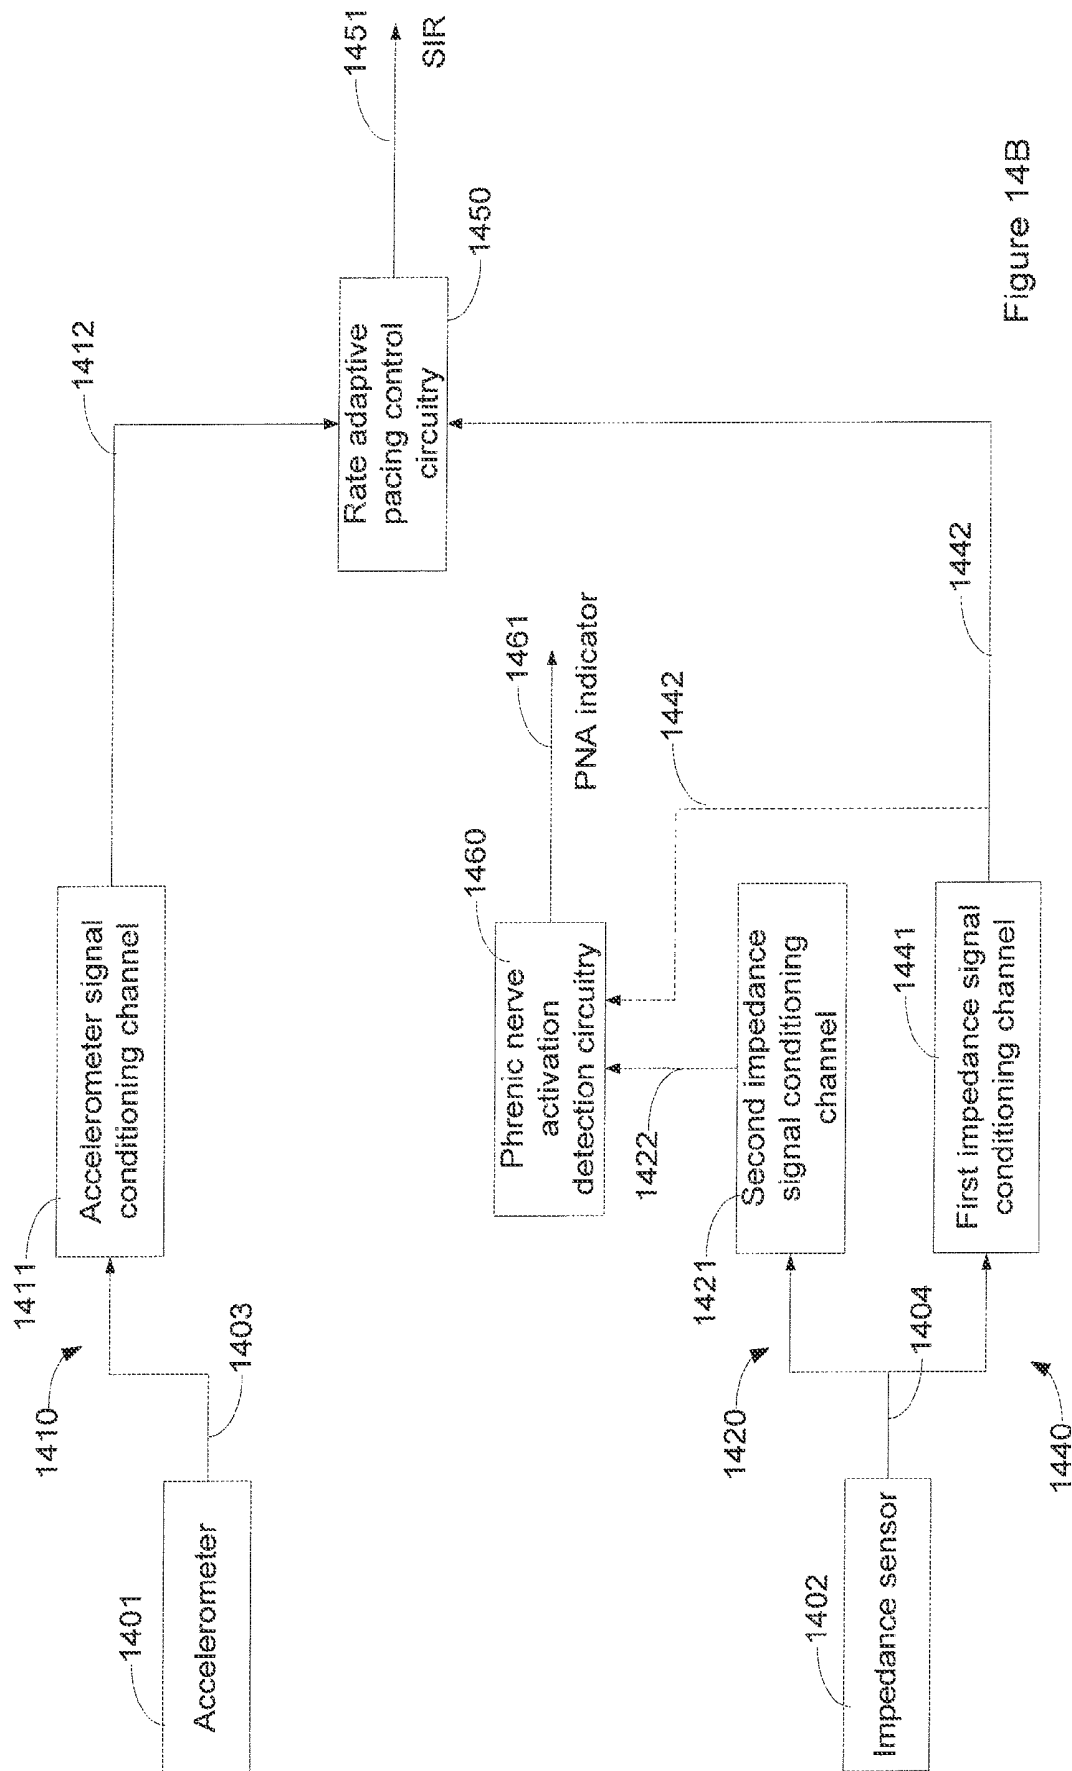 1401
Accelerometer
1403
1410
1411
Accelerometer signal
conditioning channel
1412
1402
Impedance sensor
1404
1420
1440
1421
Second impedance
signal conditioning
channel
1422
1441
First impedance signal
conditioning channel
1442
1442
1460
Phrenic nerve
activation
detection circuitry
1461
PNA indicator
Rate adaptive
pacing control
circuitry
1450
1451
SIR
Figure 14B